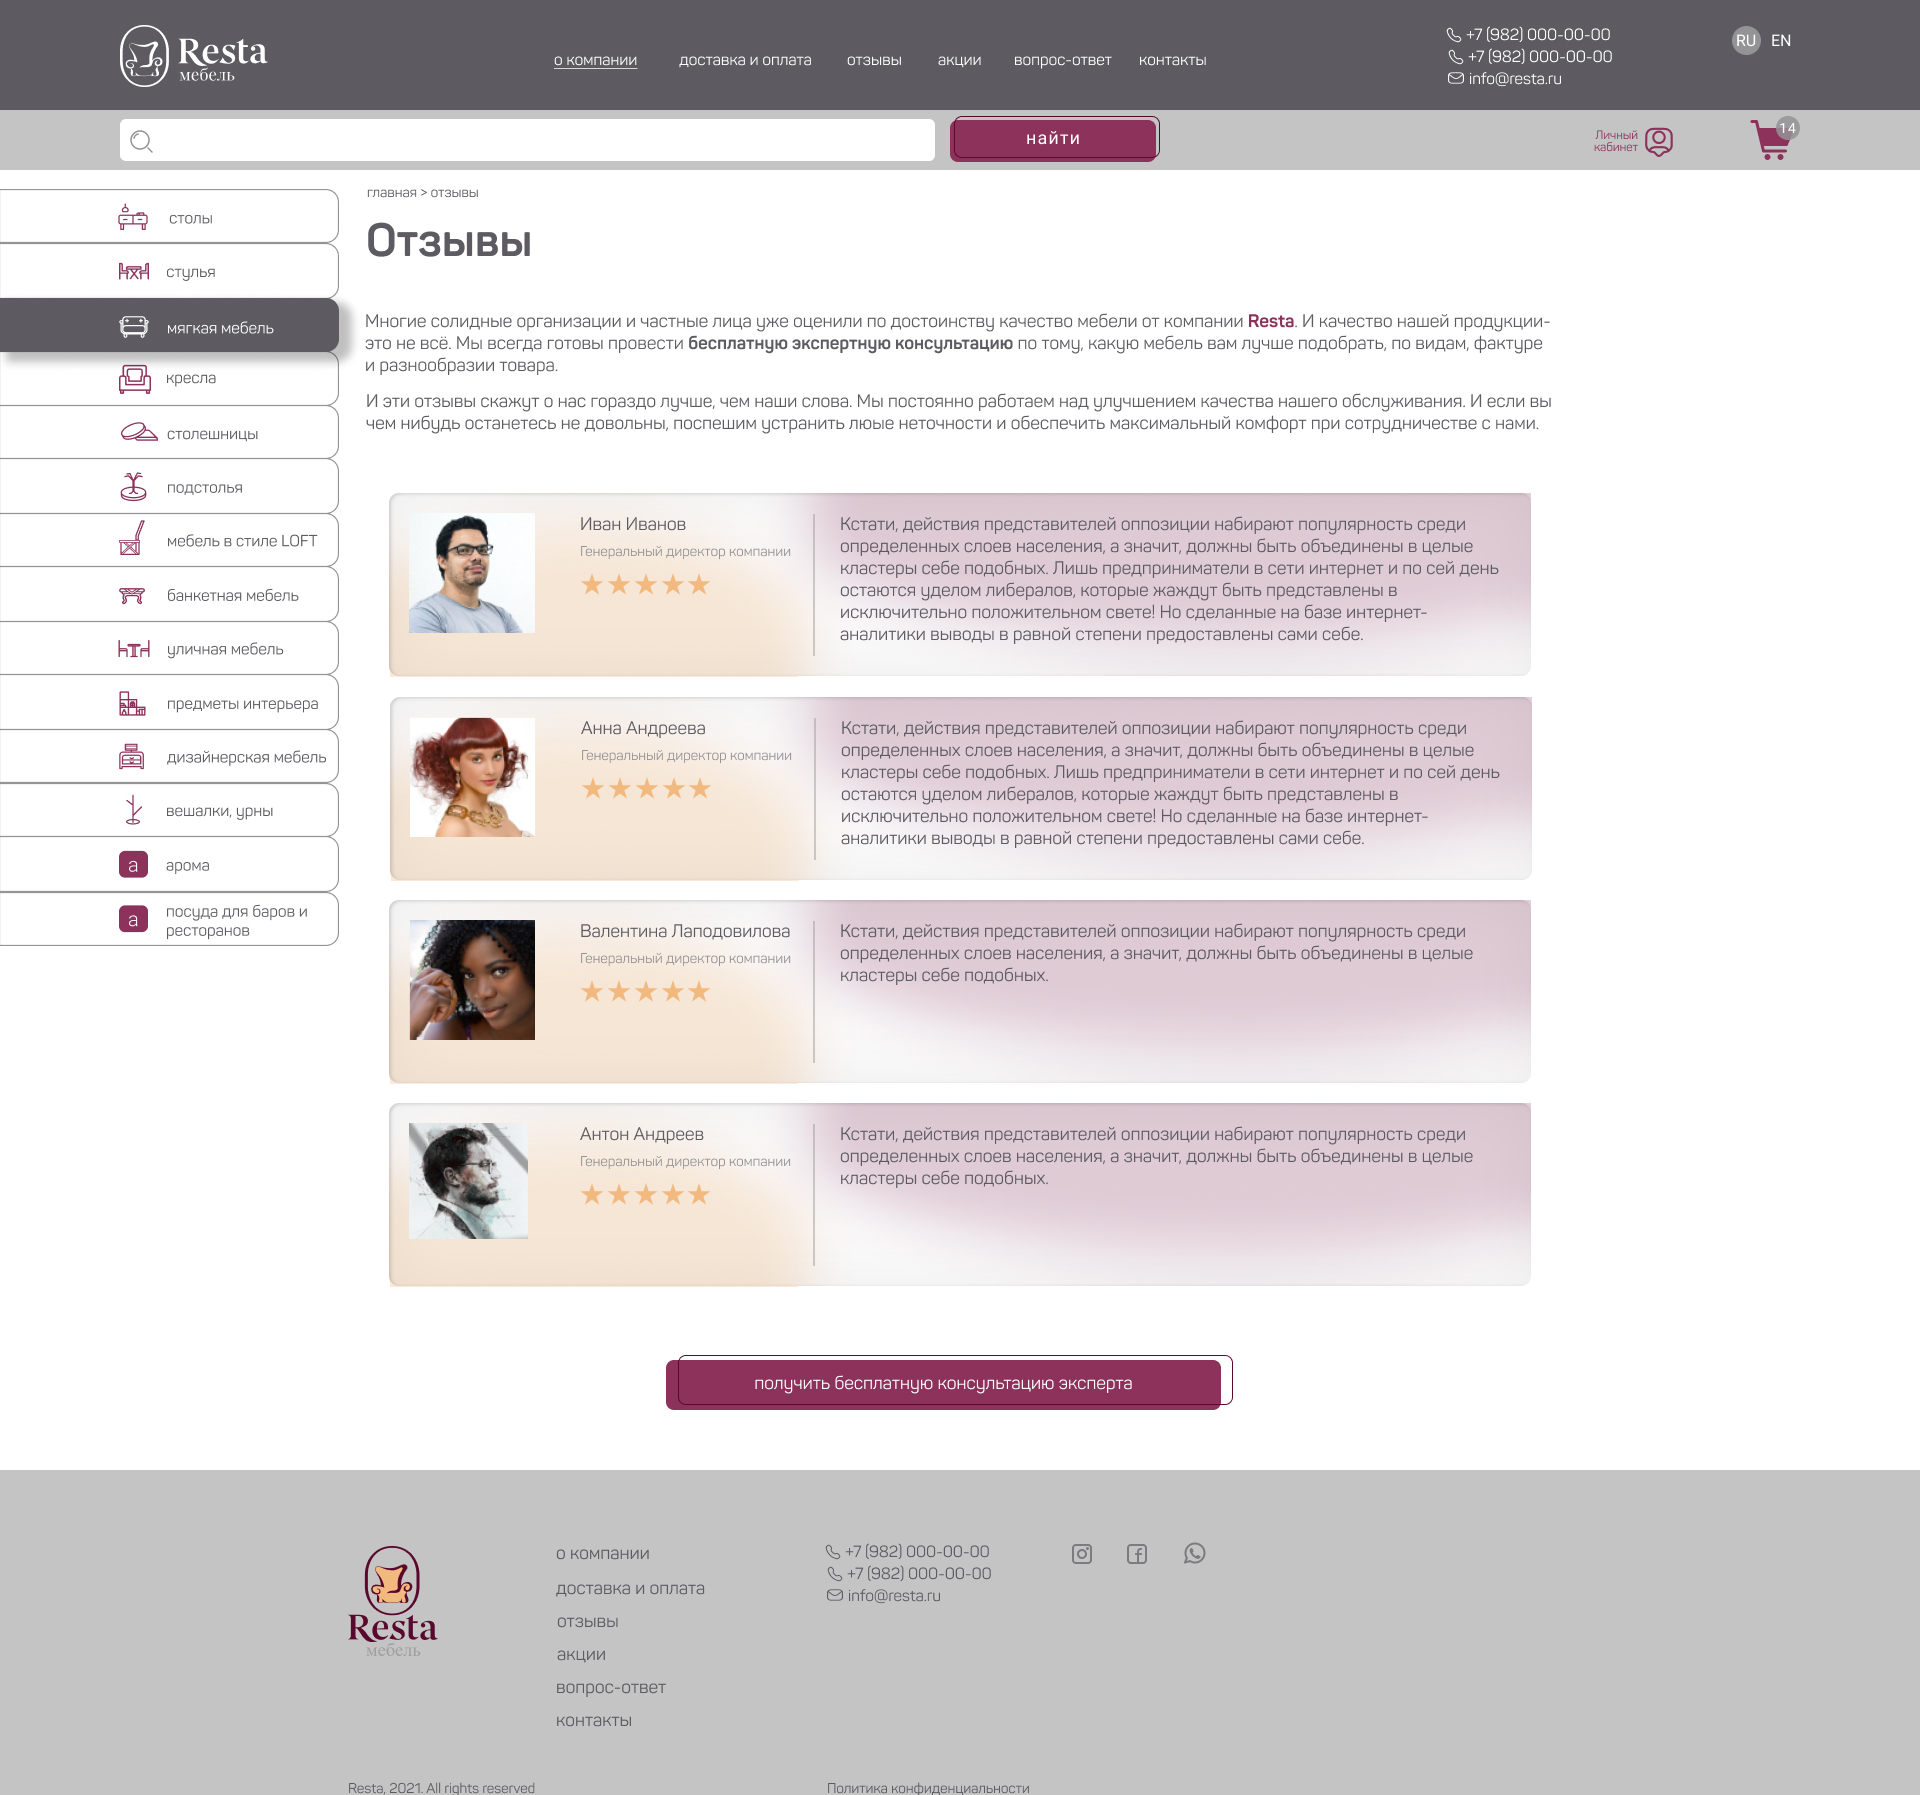 Resta
мебель
о компании
доставка и оплата
отзывы
акции
вопрос-ответ
контакты
+7 (982) 000-00-00
+7 (982) 000-00-00
info@resta.ru
RU EN
найти
Личный
кабинет
14
столы
стулья
мягкая мебель
кресла
столешницы
подстолья
мебель в стиле LOFT
банкетная мебель
уличная мебель
предметы интерьера
дизайнерская мебель
вешалки, урны
а арома
а посуда для баров и
ресторанов
главная > отзывы
Отзывы
Многие солидные организации и частные лица уже оценили по достоинству качество мебели от компании Resta. И качество нашей продукции-
это не всё. Мы всегда готовы провести бесплатную экспертную консультацию по тому, какую мебель вам лучше подобрать, по видам, фактуре
и разнообразии товара.
И эти отзывы скажут о нас гораздо лучше, чем наши слова. Мы постоянно работаем над улучшением качества нашего обслуживания. И если вы
чем нибудь останетесь не довольны, поспешим устранить люые неточности и обеспечить максимальный комфорт при сотрудничестве с нами.
Иван Иванов
Генеральный директор компании
Кстати, действия представителей оппозиции набирают популярность среди
определенных слоев населения, а значит, должны быть объединены в целые
кластеры себе подобных. Лишь предприниматели в сети интернет и по сей день
остаются уделом либералов, которые жаждут быть представлены в
исключительно положительном свете! Но сделанные на базе интернет-
аналитики выводы в равной степени предоставлены сами себе.
Анна Андреева
Генеральный директор компании
Кстати, действия представителей оппозиции набирают популярность среди
определенных слоев населения, а значит, должны быть объединены в целые
кластеры себе подобных. Лишь предприниматели в сети интернет и по сей день
остаются уделом либералов, которые жаждут быть представлены в
исключительно положительном свете! Но сделанные на базе интернет-
аналитики выводы в равной степени предоставлены сами себе.
Валентина Лаподовилова
Генеральный директор компании
Кстати, действия представителей оппозиции набирают популярность среди
определенных слоев населения, а значит, должны быть объединены в целые
кластеры себе подобных.
Антон Андреев
Генеральный директор компании
Кстати, действия представителей оппозиции набирают популярность среди
определенных слоев населения, а значит, должны быть объединены в целые
кластеры себе подобных.
получить бесплатную консультацию эксперта
Resta
мебель
о компании
доставка и оплата
отзывы
акции
вопрос-ответ
контакты
+7 (982) 000-00-00
+7 (982) 000-00-00
info@resta.ru
Resta, 2021. All rights reserved
Политика конфиденциальности